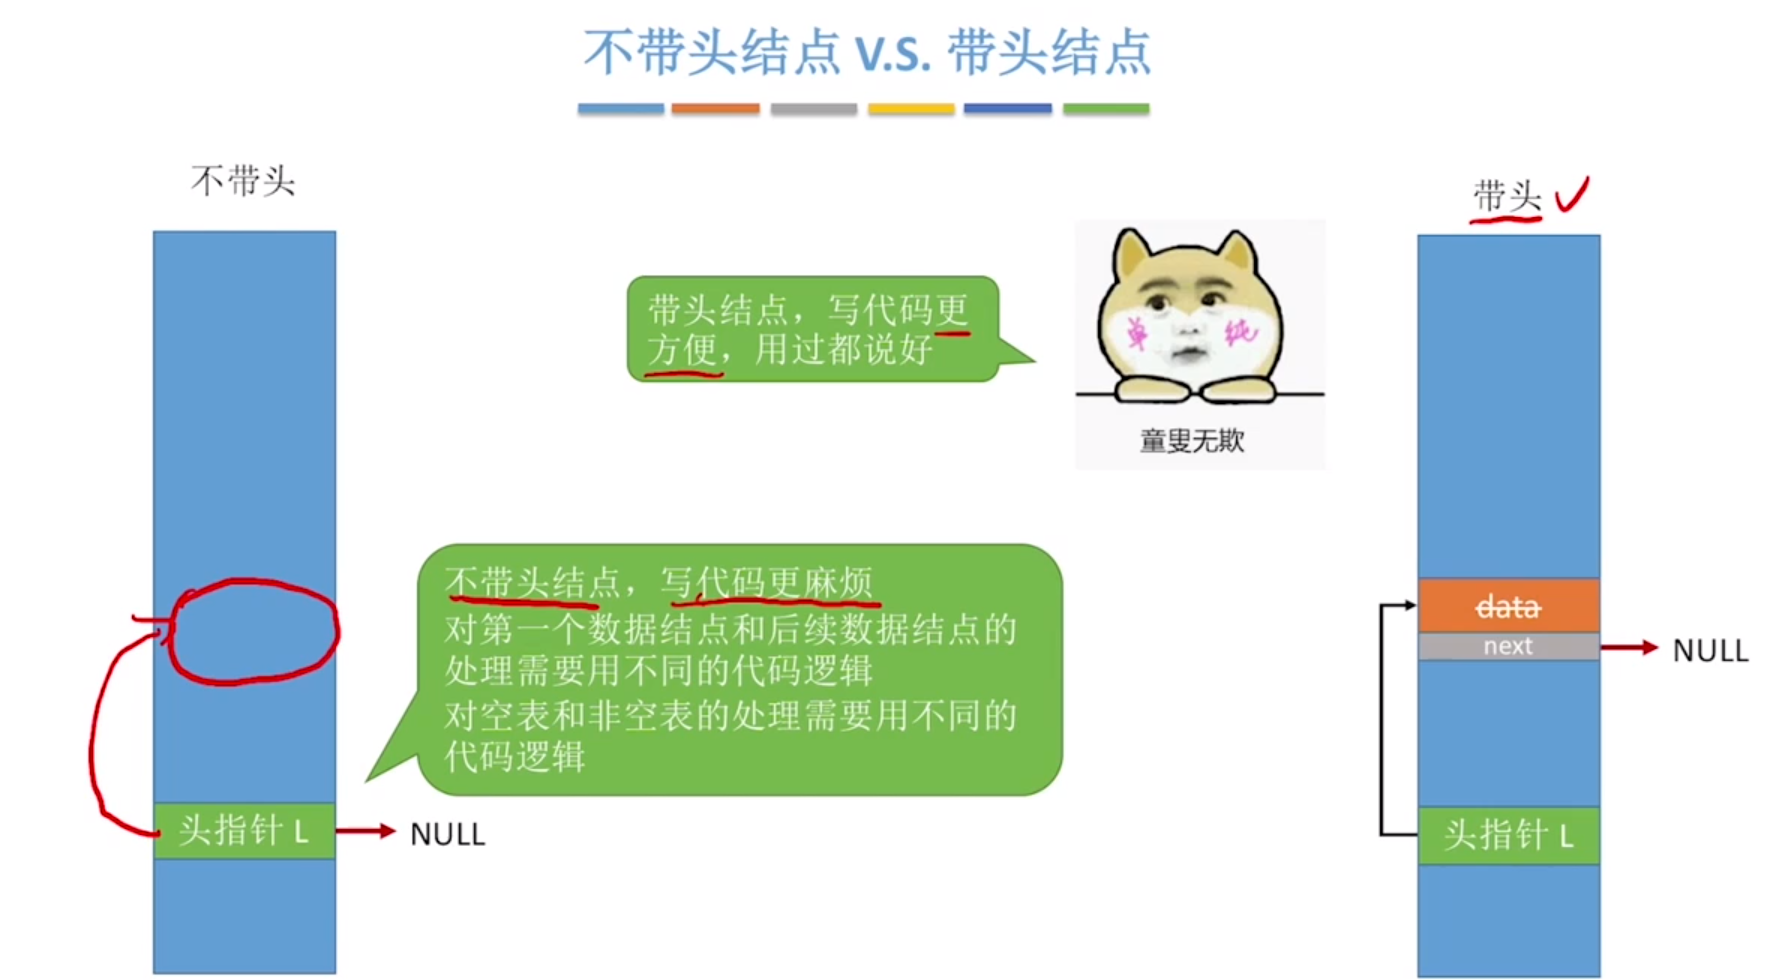 不带头结点 V.S. 带头结点
不带头
带头
带头结点，写代码更
方便，用过都说好
单 纯
童叟无欺
不带头结点，写代码更麻烦
对第一个数据结点和后续数据结点的
处理需要用不同的代码逻辑
对空表和非空表的处理需要用不同的
代码逻辑
data
next
NULL
头指针 L
NULL
头指针 L